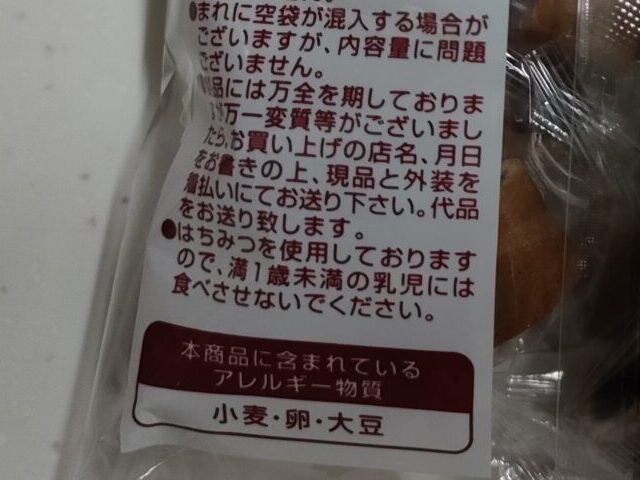 ●まれに空袋が混入する場合が
ございますが、内容量に問題
ございません。
品には万全を期しておりま
万一変質等がございまし
たら、お買い上げの店名、月日
をお書きの上、現品と外装を
着払いにてお送り下さい。代品
をお送り致します。
●はちみつを使用しております
ので、満1歳未満の乳児には
食べさせないでください。
本商品に含まれている
アレルギー物質
小麦・卵・大豆